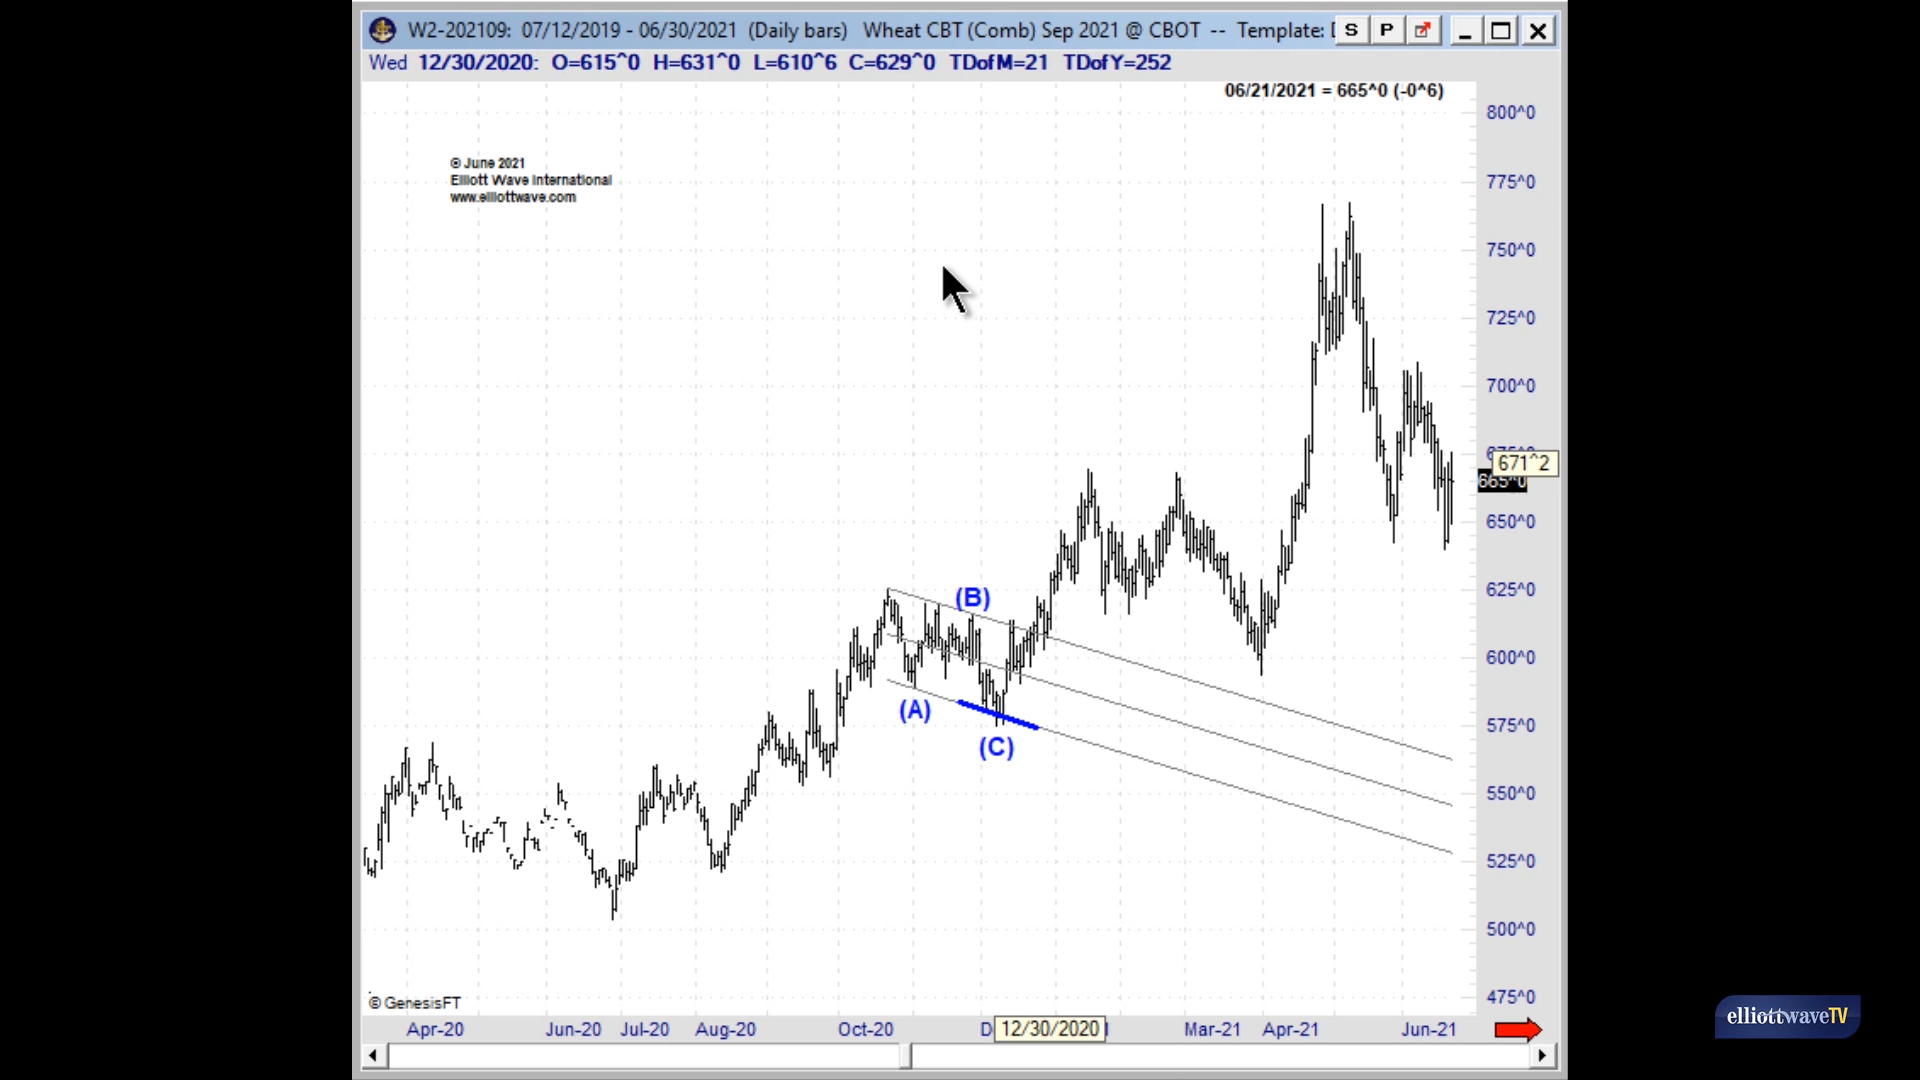 W2-202109: 07/12/2019 - 06/30/2021 (Daily bars) Wheat CBT (Comb) Sep 2021 @ CBOT -- Template: S P
Wed 12/30/2020: O=615^0 H=631^0 L=610^6 C=629^0 TDofM=21 TDofY=252
06/21/2021 = 665^0 (-0^6)
800^0
© June 2021
Elliott Wave International
www.elliottwave.com
775^0
750^0
725^0
700^0
671^2
665^0
650^0
625^0
(B)
600^0
(A)
575^0
(C)
550^0
525^0
500^0
475^0
© GenesisFT
Apr-20 Jun-20 Jul-20 Aug-20 Oct-20 D 12/30/2020 Mar-21 Apr-21 Jun-21
elliottwaveTV